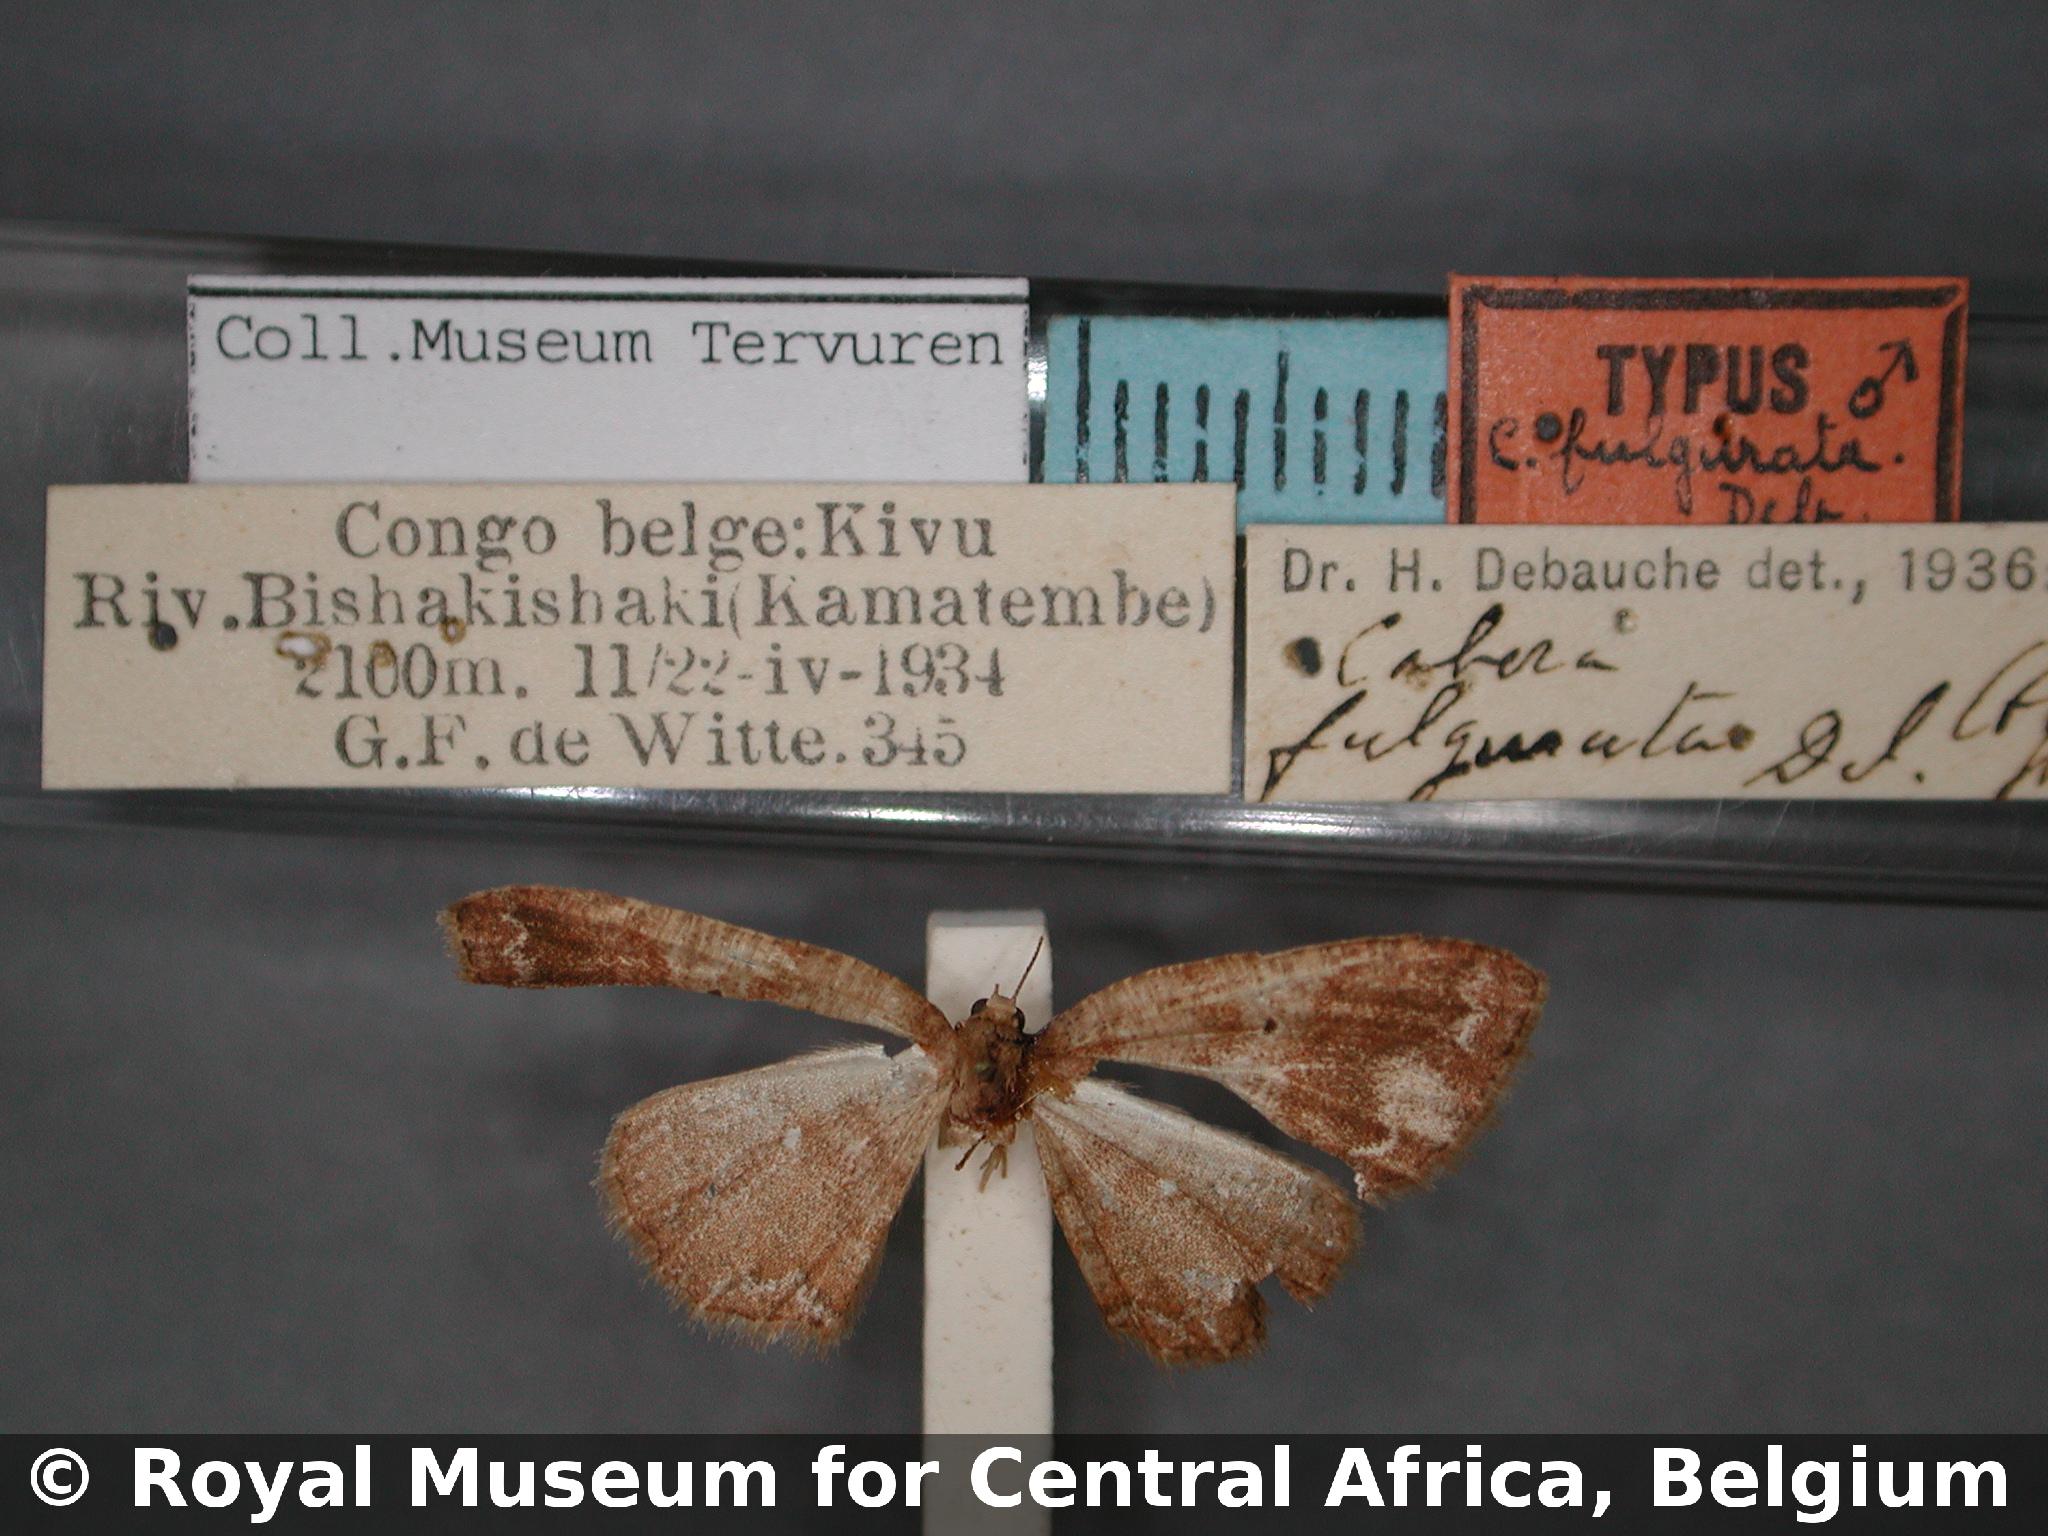 Coll.Museum Tervuren
TYPUS ♂
C. fulgurata.
Deb.
Congo belge:Kivu
Riv.Bishakishaki(Kamatembe)
2100m. 11/22-iv-1934
G.F. de Witte.345
Dr. H. Debauche det., 1936
Cabera
fulgurata
© Royal Museum for Central Africa, Belgium